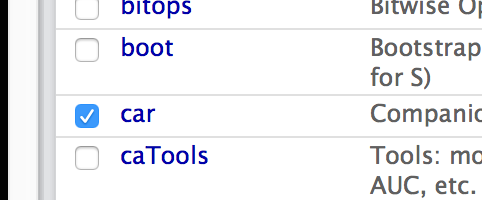 bitops Bitwise Op
boot Bootstrap
for S)
car Companio
caTools Tools: mo
AUC, etc.